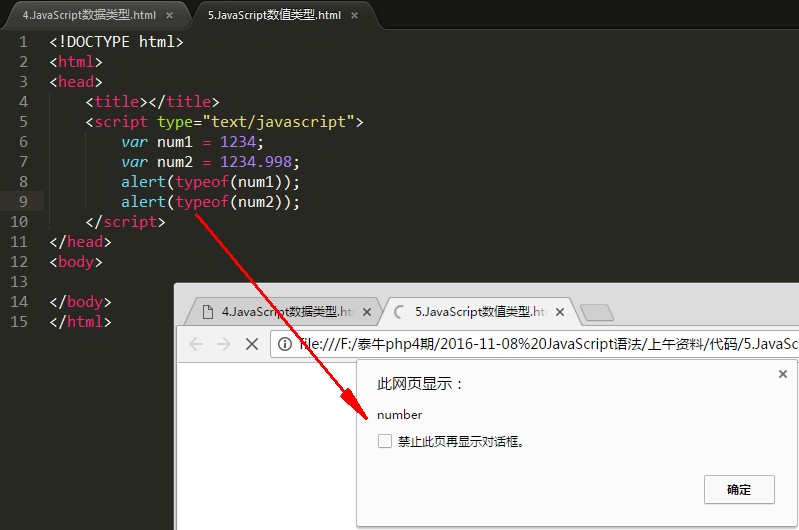 4.JavaScript数据类型.html ×
5.JavaScript数值类型.html ×
1 <!DOCTYPE html>
2 <html>
3 <head>
4 <title></title>
5 <script type="text/javascript">
6 var num1 = 1234;
7 var num2 = 1234.998;
8 alert(typeof(num1));
9 alert(typeof(num2));
10 </script>
11 </head>
12 <body>
13
14 </body>
15 </html>
4.JavaScript数据类型.ht
5.JavaScript数值类型.ht
file:///F:/泰牛php4期/2016-11-08%20JavaScript语法/上午资料/代码/5.JavaSc
此网页显示：
number
禁止此页再显示对话框。
确定